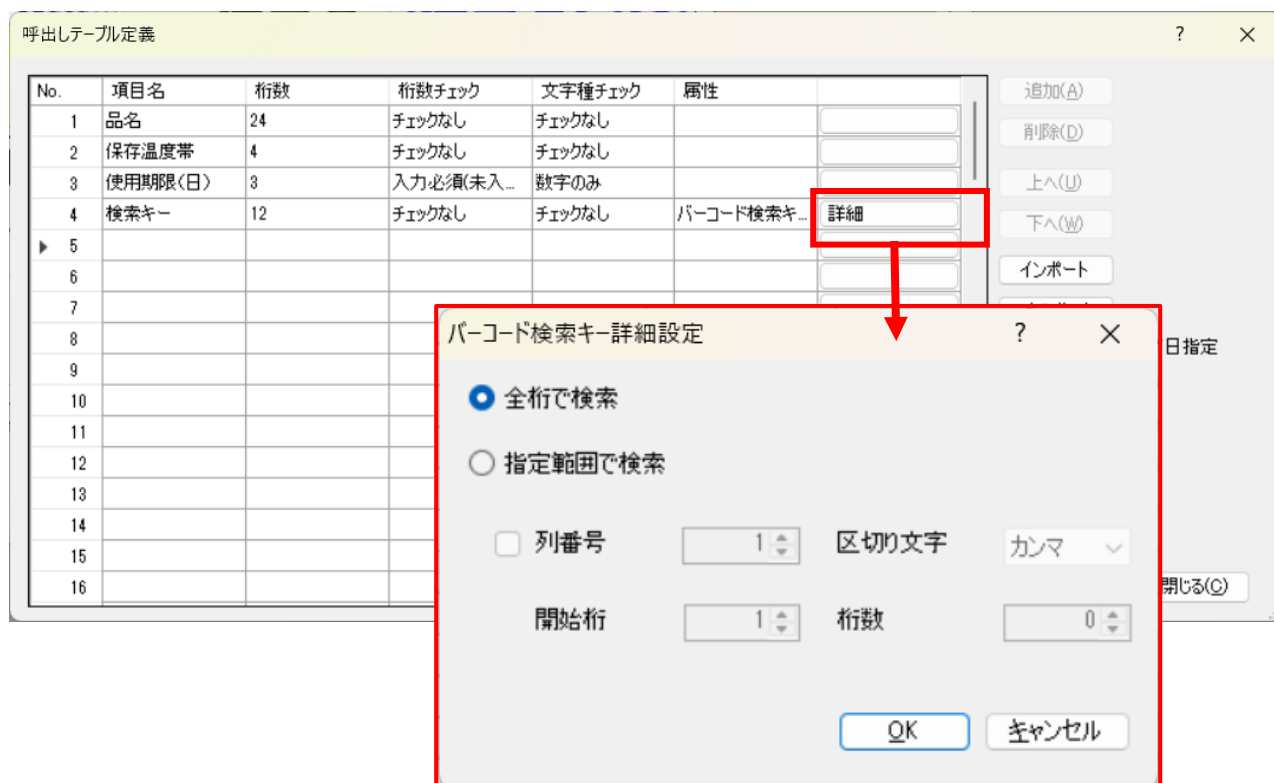 呼出しテーブル定義 ?
No. 項目名 桁数 桁数チェック 文字種チェック 属性
1 品名 24 チェックなし チェックなし
2 保存温度帯 4 チェックなし チェックなし
3 使用期限(日) 3 入力必須(未入... 数字のみ
4 検索キー 12 チェックなし チェックなし バーコード検索キ... 詳細
5
6
7
8
9
10
11
12
13
14
15
16
追加(A)
削除(D)
上へ(U)
下へ(W)
インポート
日指定
閉じる(C)
バーコード検索キー詳細設定 ?
全桁で検索
指定範囲で検索
列番号 1 区切り文字 カンマ
開始桁 1 桁数 0
OK キャンセル